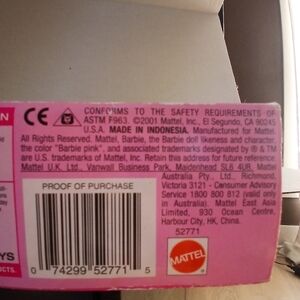 N
CE
CONFORMS TO THE SAFETY REQUIREMENTS OF
ASTM F963. ©2001 Mattel, Inc., El Segundo, CA 90245
U.S.A. MADE IN INDONESIA. Manufactured for Mattel.
All Rights Reserved. Mattel, Barbie, the Barbie doll likeness and character,
the color "Barbie pink", and associated trademarks designated by ® & TM
are U.S. trademarks of Mattel, Inc. Retain this address for future reference:
Mattel U.K. Ltd., Vanwall Business Park, Maidenhead SL6 4UB. Mattel
Australia Pty., Ltd., Richmond,
Victoria 3121 - Consumer Advisory
Service 1800 800 812 (valid only
in Australia). Mattel East Asia
Limited, 930 Ocean Centre,
Harbour City, HK, China.
52771
PROOF OF PURCHASE
0 74299 52771 5
MATTEL
YS
CTS.